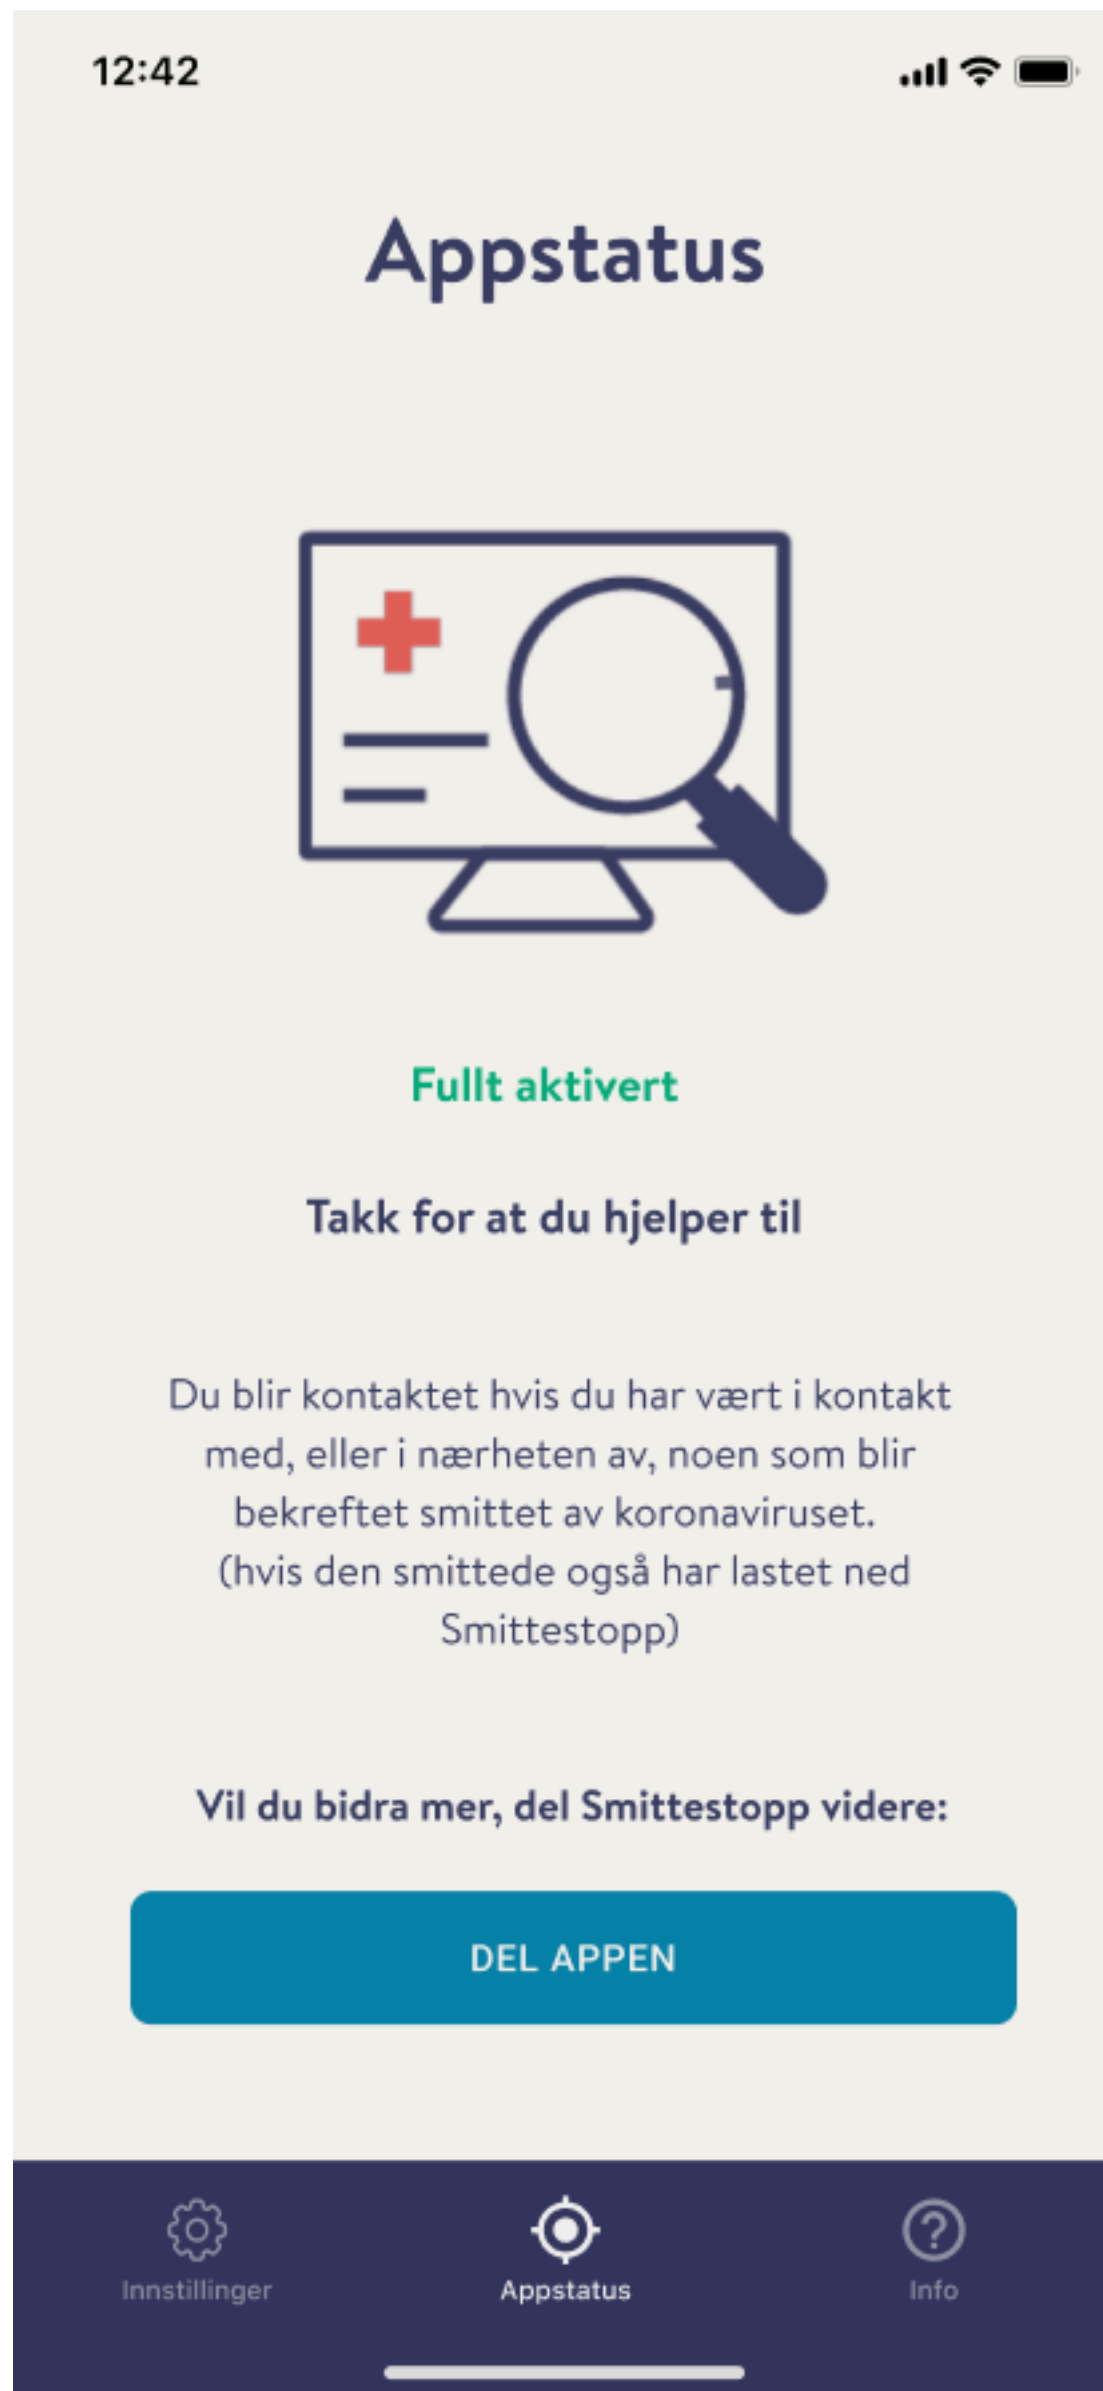 12:42
Appstatus
Fullt aktivert
Takk for at du hjelper til
Du blir kontaktet hvis du har vært i kontakt
med, eller i nærheten av, noen som blir
bekreftet smittet av koronaviruset.
(hvis den smittede også har lastet ned
Smittestopp)
Vil du bidra mer, del Smittestopp videre:
DEL APPEN
Innstillinger
Appstatus
Info